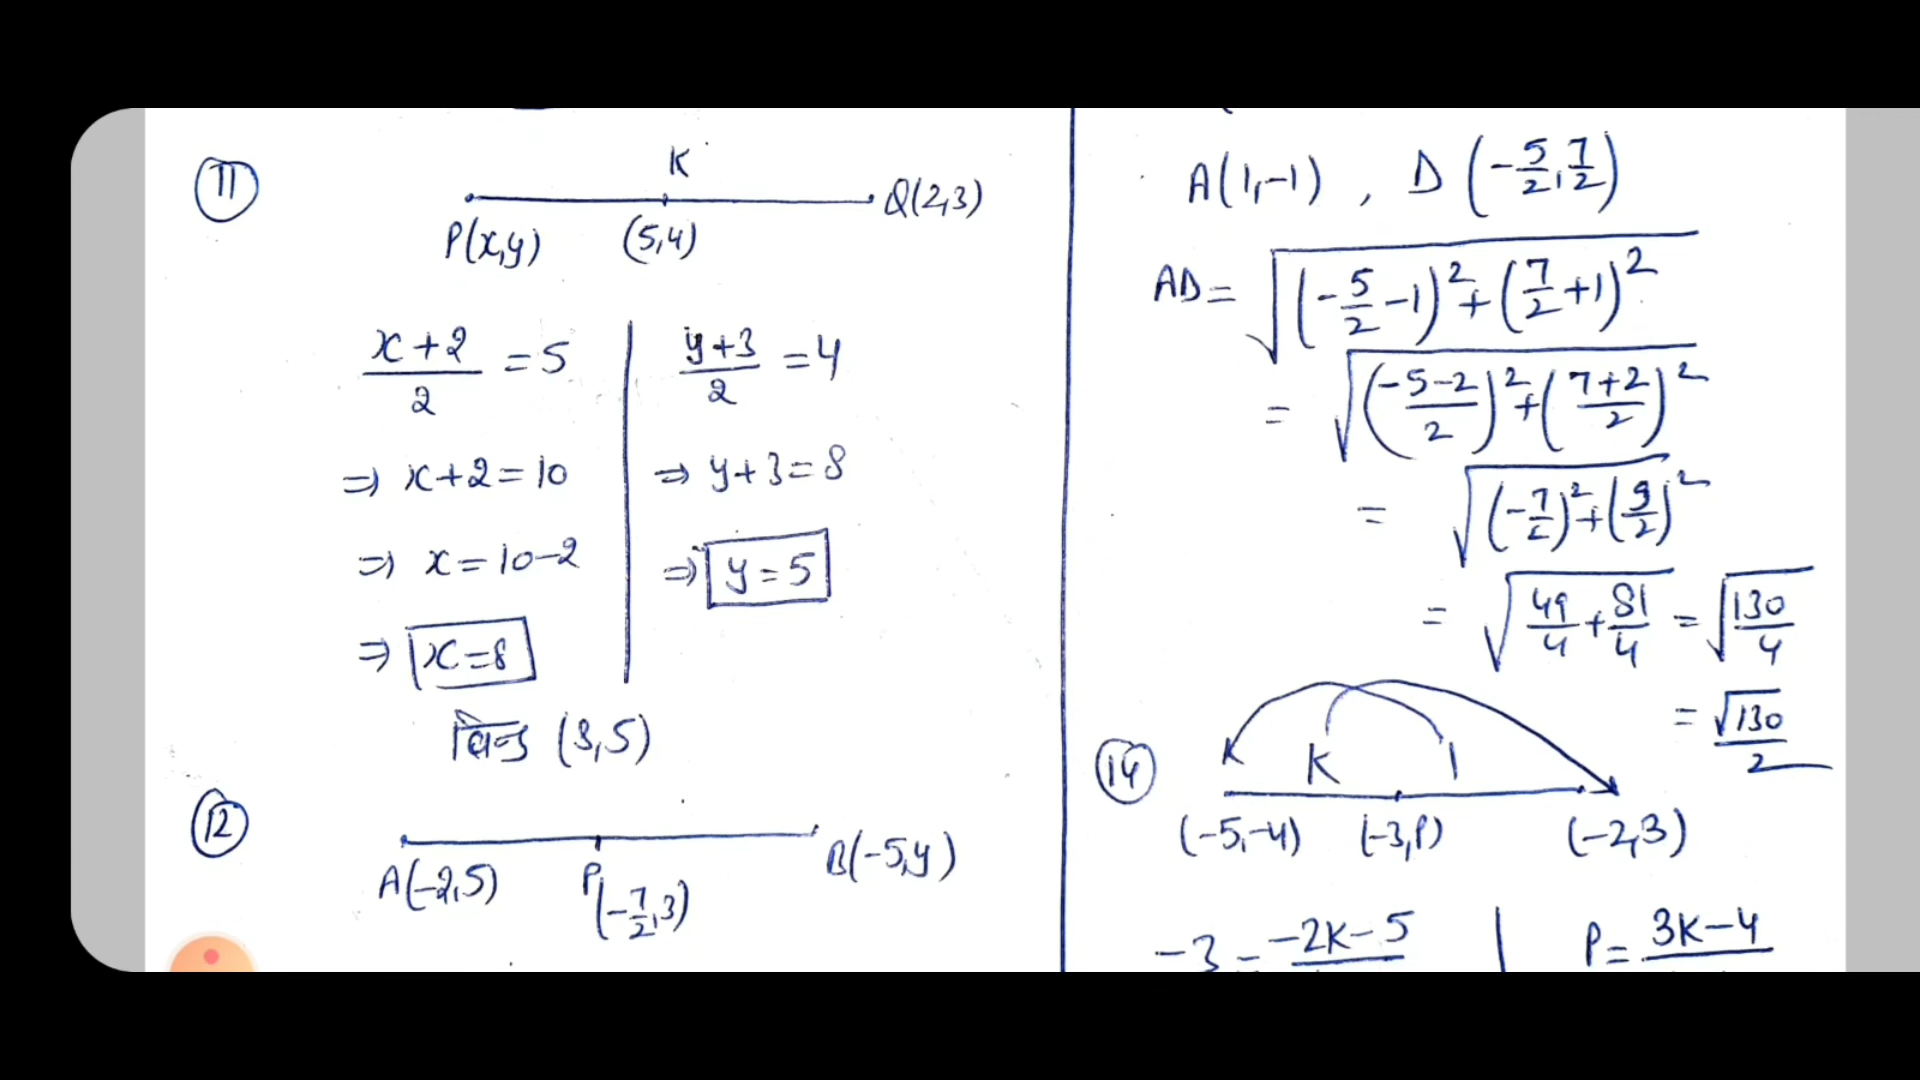 11
K
P(x,y) (5,4) Q(2,3)
x+2/2 = 5
⇒ x+2 = 10
⇒ x = 10-2
⇒ x = 8
y+3/2 = 4
⇒ y+3 = 8
⇒ y = 5
(8,5)
12
A(-2,5) P(-7/2,3) B(-5,y)
A(1,-1), D(-5/2,7/2)
AD = √(-5/2-1)²+(7/2+1)²
= √(-5-2/2)²+(7+2/2)²
= √(-7/2)²+(9/2)²
= √49/4+81/4 = √130/4
= √130/2
14
K K 1
(-5,-4) (-3,P) (-2,3)
-3 = -2K-5
P = 3K-4